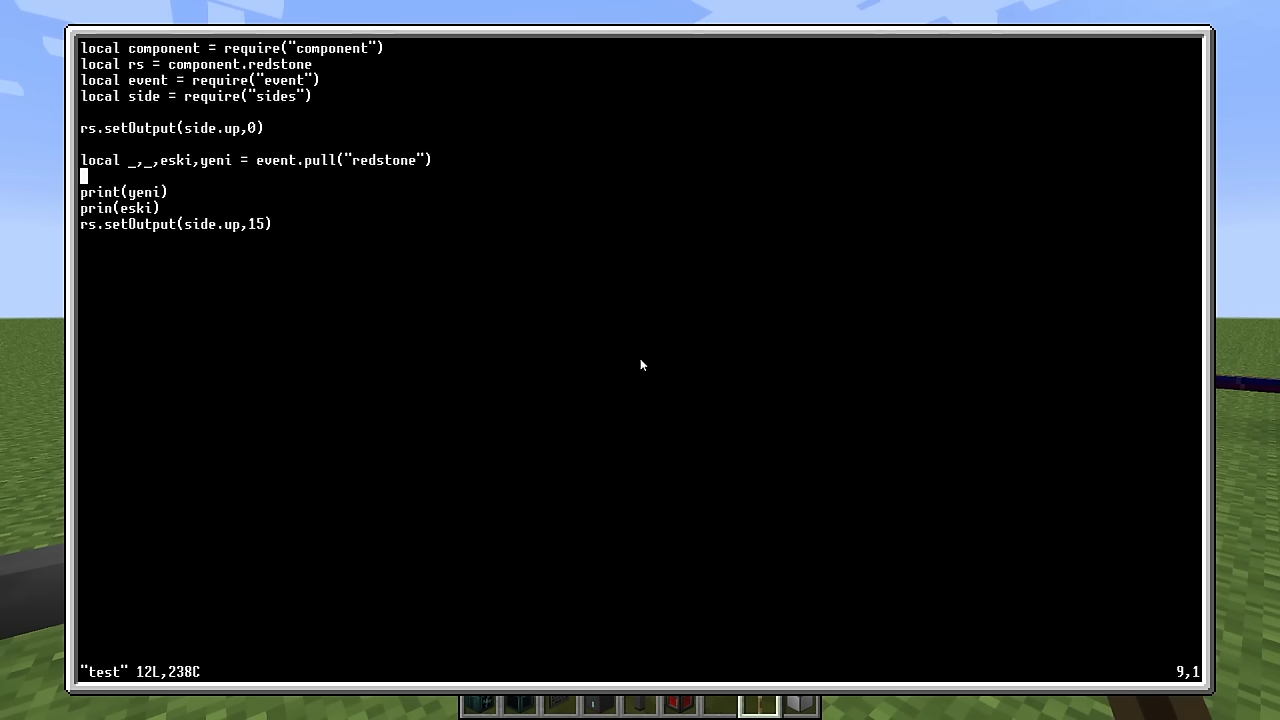 local component = require("component")
local rs = component.redstone
local event = require("event")
local side = require("sides")
rs.setOutput(side.up,0)
local _,_,eski,yeni = event.pull("redstone")
print(yeni)
prin(eski)
rs.setOutput(side.up,15)
"test" 12L,238C 9,1